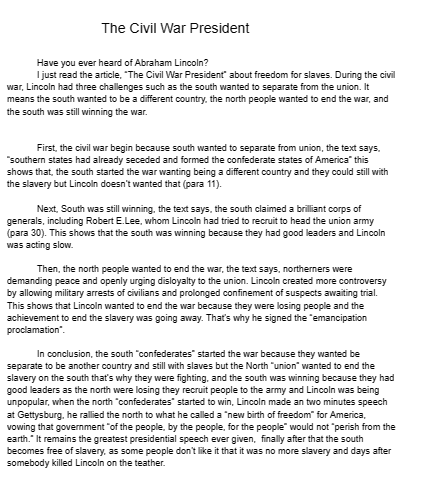 The Civil War President
Have you ever heard of Abraham Lincoln?
I just read the article, "The Civil War President" about freedom for slaves. During the civil
war, Lincoln had three challenges such as the south wanted to separate from the union. It
means the south wanted to be a different country, the north people wanted to end the war, and
the south was still winning the war.
First, the civil war begin because south wanted to separate from union, the text says,
"southern states had already seceded and formed the confederate states of America" this
shows that, the south started the war wanting being a different country and they could still with
the slavery but Lincoln doesn't wanted that (para 11).
Next, South was still winning, the text says, the south claimed a brilliant corps of
generals, including Robert E.Lee, whom Lincoln had tried to recruit to head the union army
(para 30). This shows that the south was winning because they had good leaders and Lincoln
was acting slow.
Then, the north people wanted to end the war, the text says, northerners were
demanding peace and openly urging disloyalty to the union. Lincoln created more controversy
by allowing military arrests of civilians and prolonged confinement of suspects awaiting trial.
This shows that Lincoln wanted to end the war because they were losing people and the
achievement to end the slavery was going away. That's why he signed the "emancipation
proclamation".
In conclusion, the south "confederates" started the war because they wanted be
separate to be another country and still with slaves but the North "union" wanted to end the
slavery on the south that's why they were fighting, and the south was winning because they had
good leaders as the north were losing they recruit people to the army and Lincoln was being
unpopular, when the north "confederates" started to win, Lincoln made an two minutes speech
at Gettysburg, he rallied the north to what he called a "new birth of freedom" for America,
vowing that government "of the people, by the people, for the people" would not "perish from the
earth." It remains the greatest presidential speech ever given,  finally after that the south
becomes free of slavery, as some people don't like it that it was no more slavery and days after
somebody killed Lincoln on the teather.